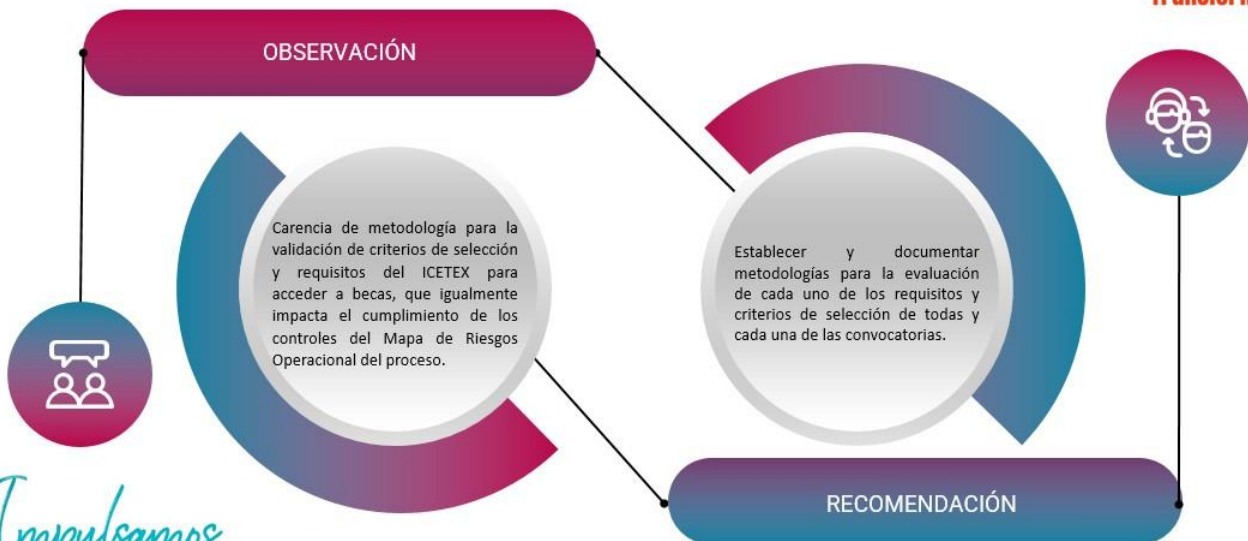 OBSERVACIÓN
Carencia de metodología para la
validación de criterios de selección
y requisitos del ICETEX para
acceder a becas, que igualmente
impacta el cumplimiento de los
controles del Mapa de Riesgos
Operacional del proceso.
Establecer y documentar
metodologías para la evaluación
de cada uno de los requisitos y
criterios de selección de todas y
cada una de las convocatorias.
RECOMENDACIÓN
Impulsamos